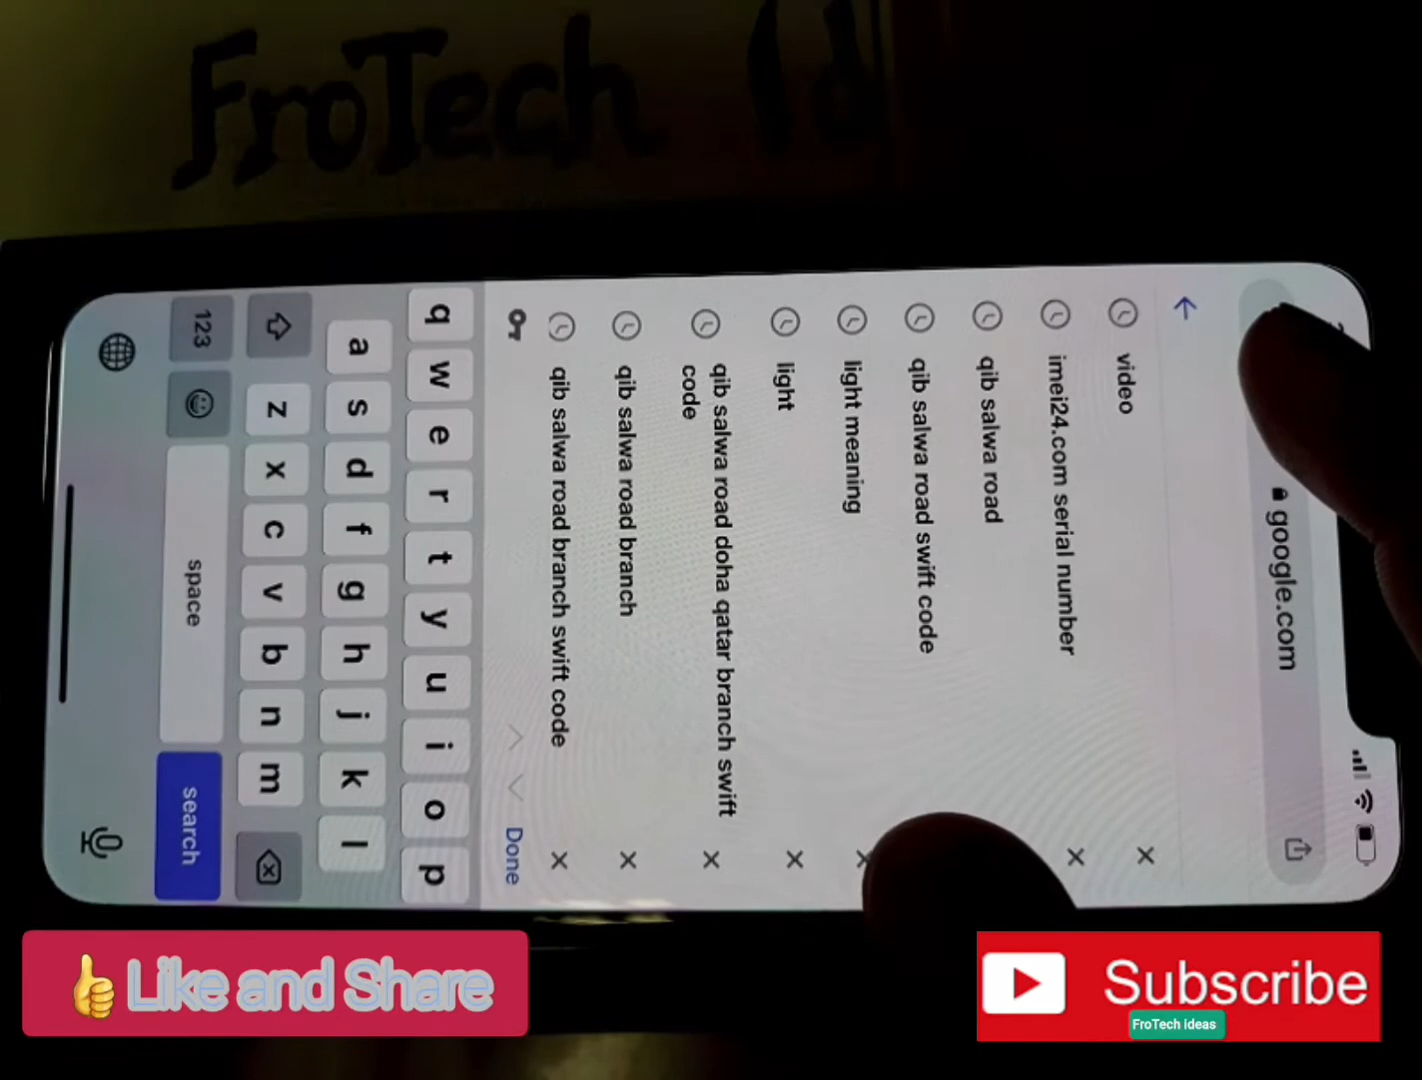 FroTech Id
google.com
video
imei24.com serial number
qib salwa road
qib salwa road swift code
light meaning
light
qib salwa road doha qatar branch swift
code
qib salwa road branch
qib salwa road branch swift code
Done
q w e r t y u i o p
a s d f g h j k l
z x c v b n m
123
space
search
👍 Like and Share
Subscribe
FroTech Ideas